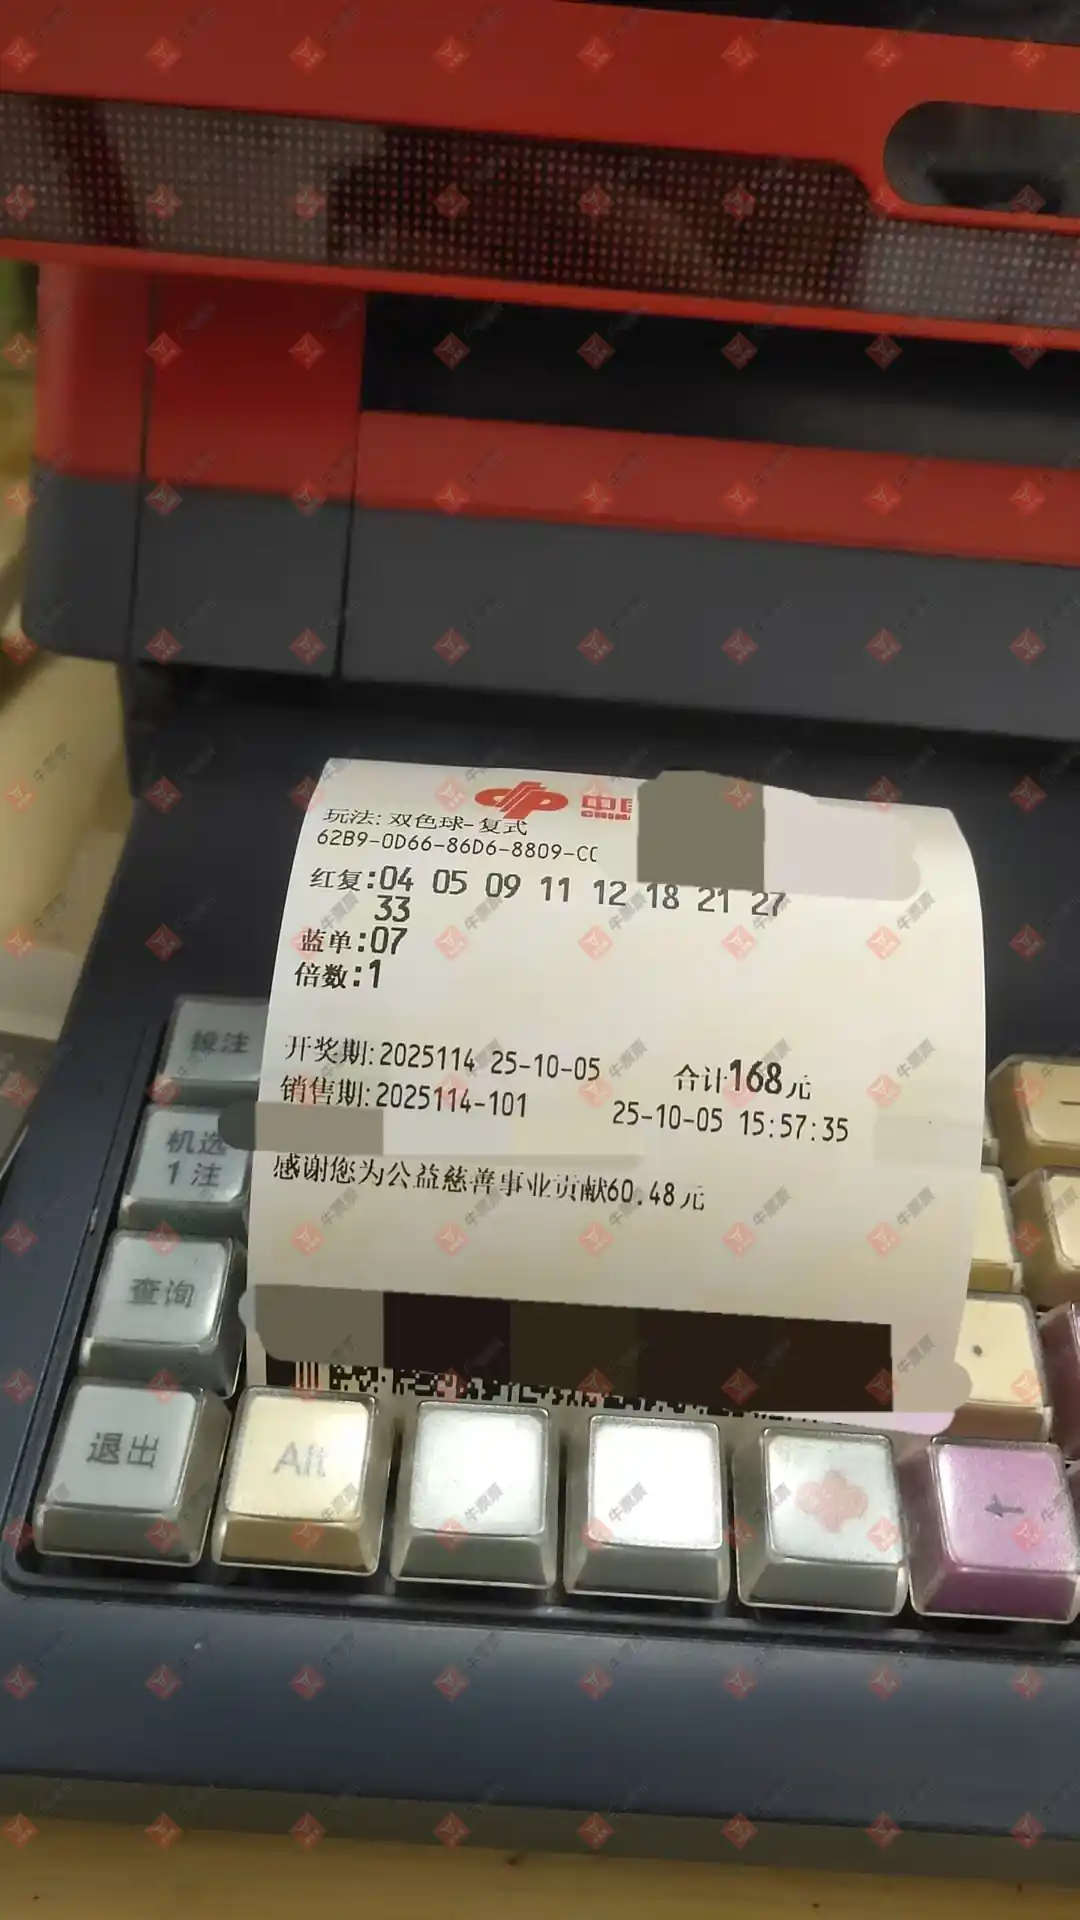 中
玩法: 双色球-复式
62B9-0D66-86D6-8809-CC
红复:04 05 09 11 12 18 21 27
33
蓝单:07
倍数:1
开奖期:2025114 25-10-05
合计168元
销售期:2025114-101
25-10-05 15:57:35
感谢您为公益慈善事业贡献60.48元
投注
机选
1 注
查询
退出
Alt
牛票票